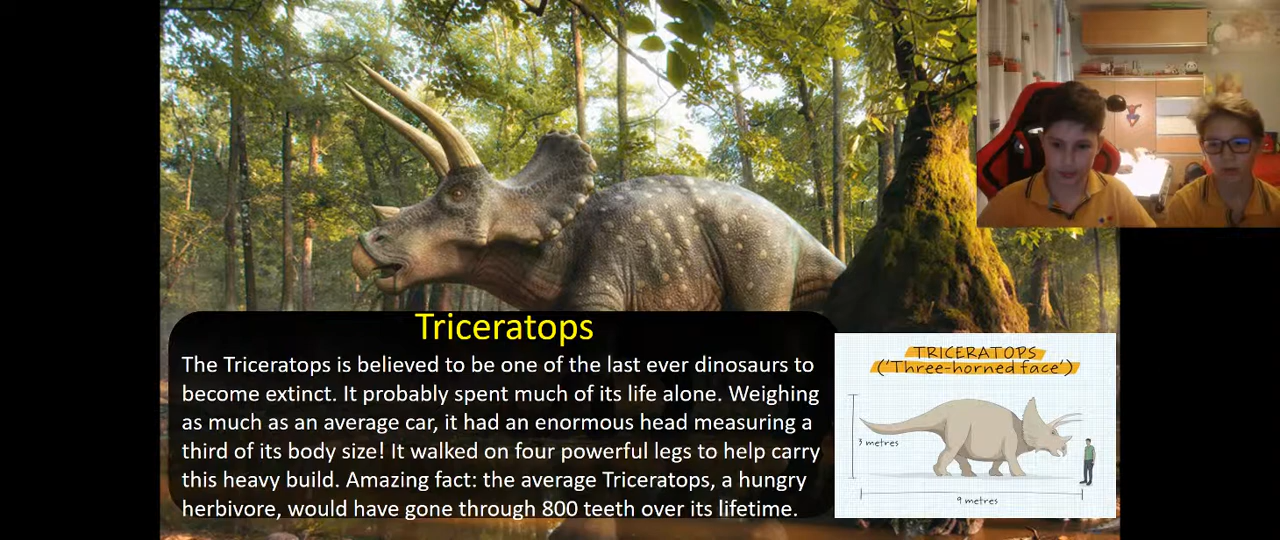 Triceratops
The Triceratops is believed to be one of the last ever dinosaurs to
become extinct. It probably spent much of its life alone. Weighing
as much as an average car, it had an enormous head measuring a
third of its body size! It walked on four powerful legs to help carry
this heavy build. Amazing fact: the average Triceratops, a hungry
herbivore, would have gone through 800 teeth over its lifetime.
TRICERATOPS
('Three-horned face')
3 metres
9 metres